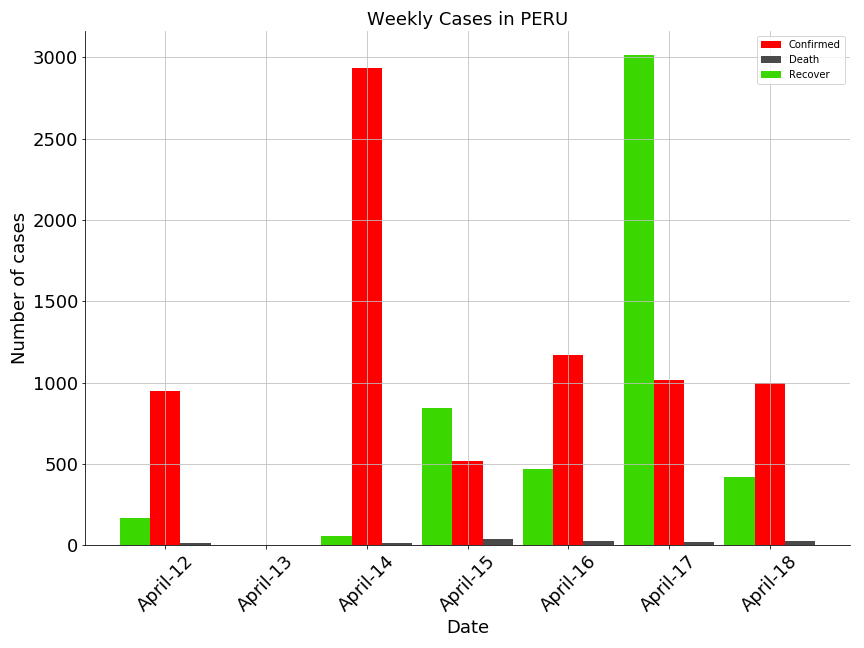 Weekly Cases in PERU
Confirmed
Death
Recover
Number of cases
3000
2500
2000
1500
1000
500
0
April-12
April-13
April-14
April-15
April-16
April-17
April-18
Date